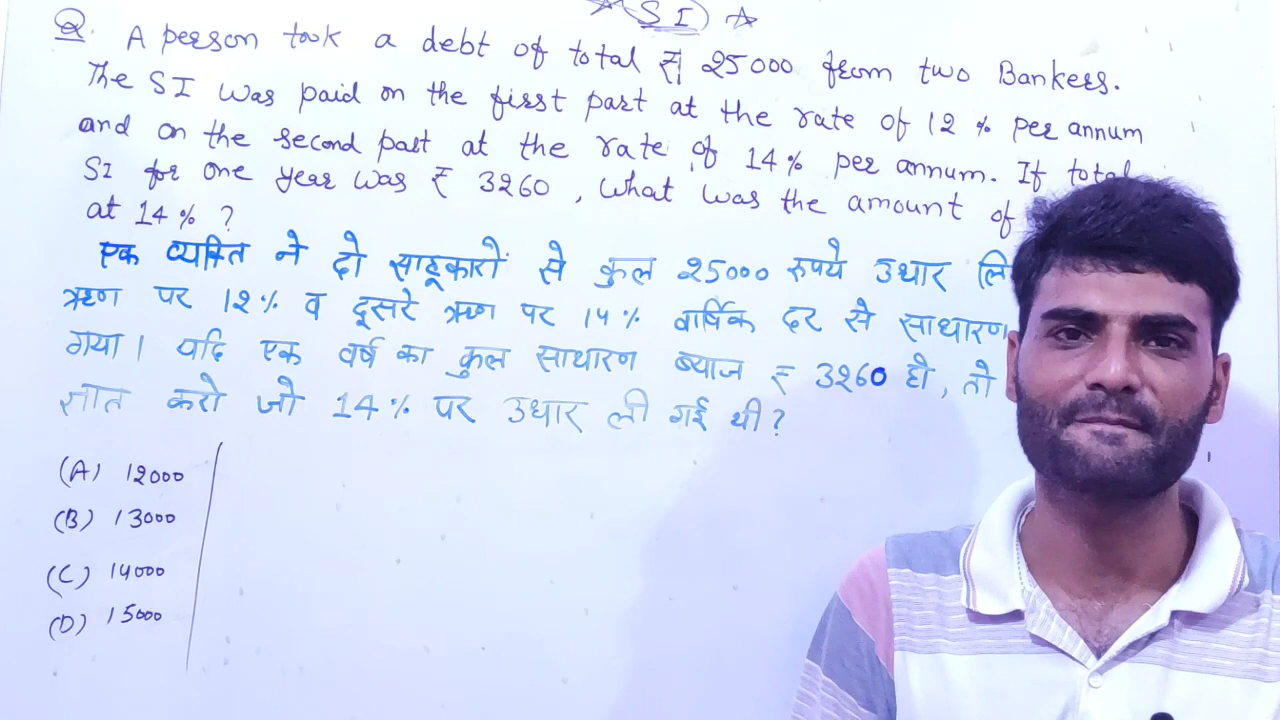 ☆ (SI) ☆
Q. A person took a debt of total ₹ 25000 from two Bankers.
The SI was paid on the first part at the rate of 12 % per annum
and on the second part at the rate of 14% per annum. If total
SI for one year was ₹ 3260, what was the amount of
at 14 % ?
एक व्यक्ति ने दो साहूकारों से कुल 25000 रुपये उधार लि
ऋण पर 12% व दूसरे ऋण पर 14% वार्षिक दर से साधारण
गया। यदि एक वर्ष का कुल साधारण ब्याज ₹ 3260 हो, तो
ज्ञात करो जो 14% पर उधार ली गई थी?
(A) 12000
(B) 13000
(C) 14000
(D) 15000